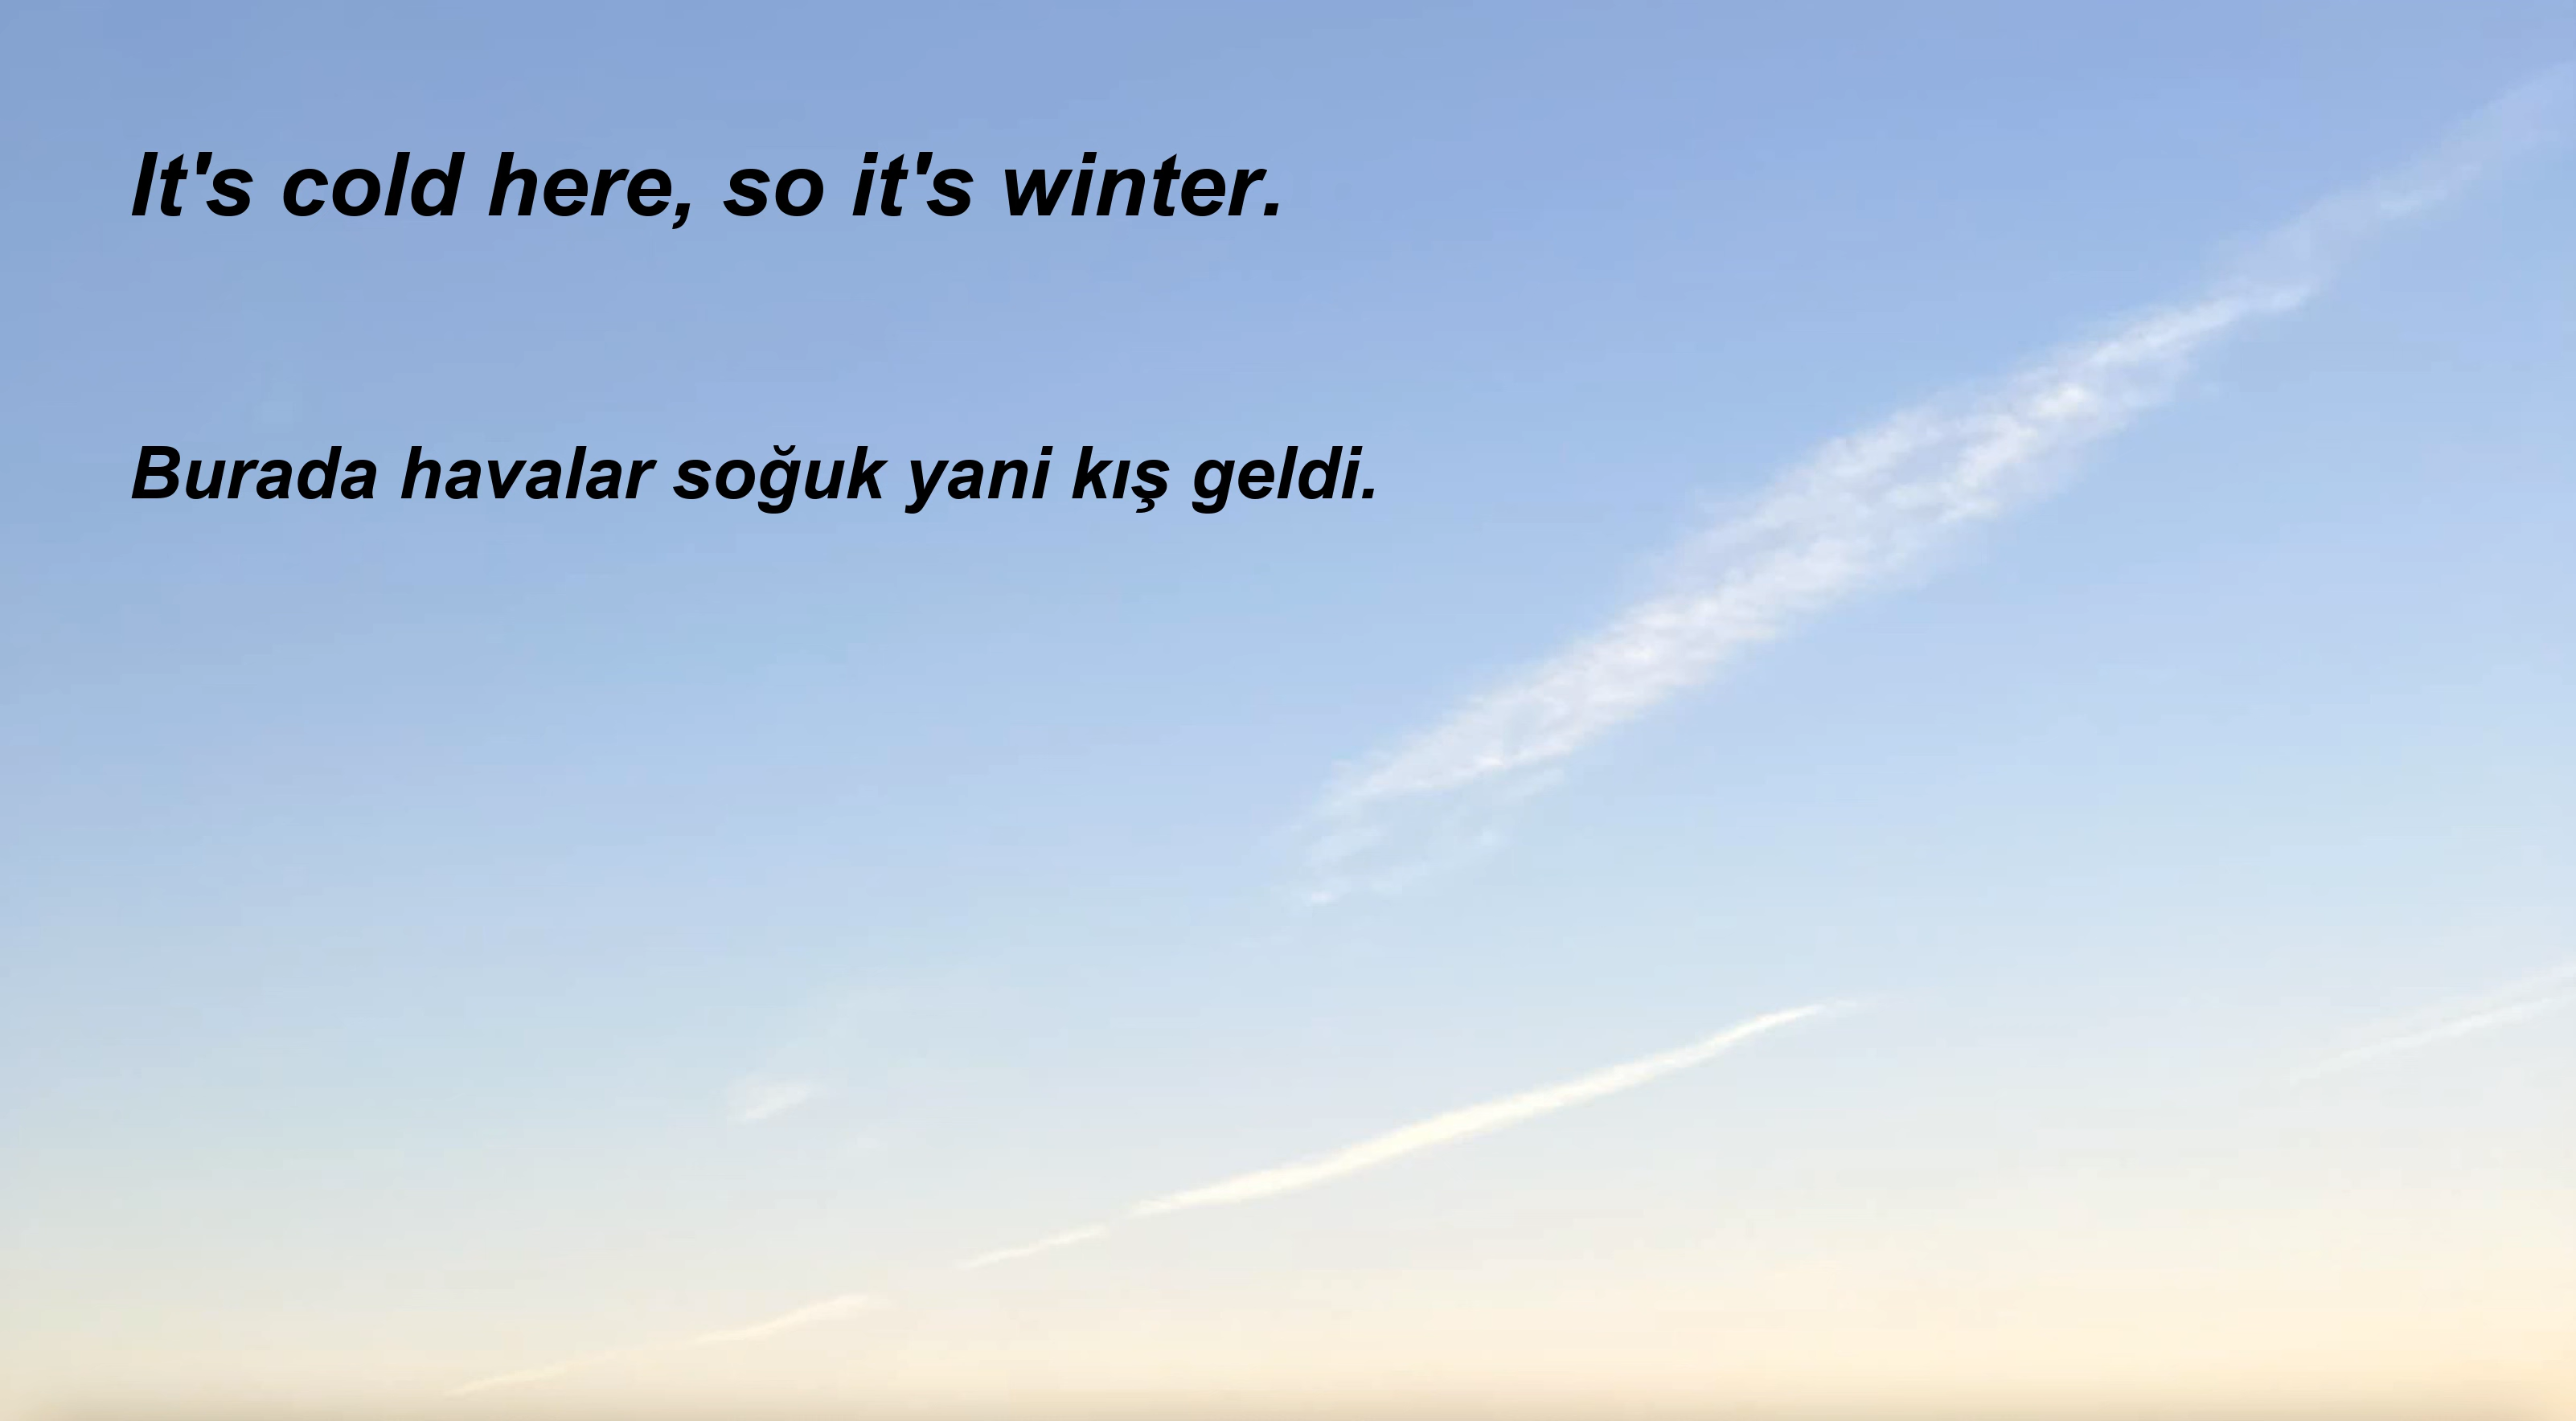 It's cold here, so it's winter.
Burada havalar soğuk yani kış geldi.